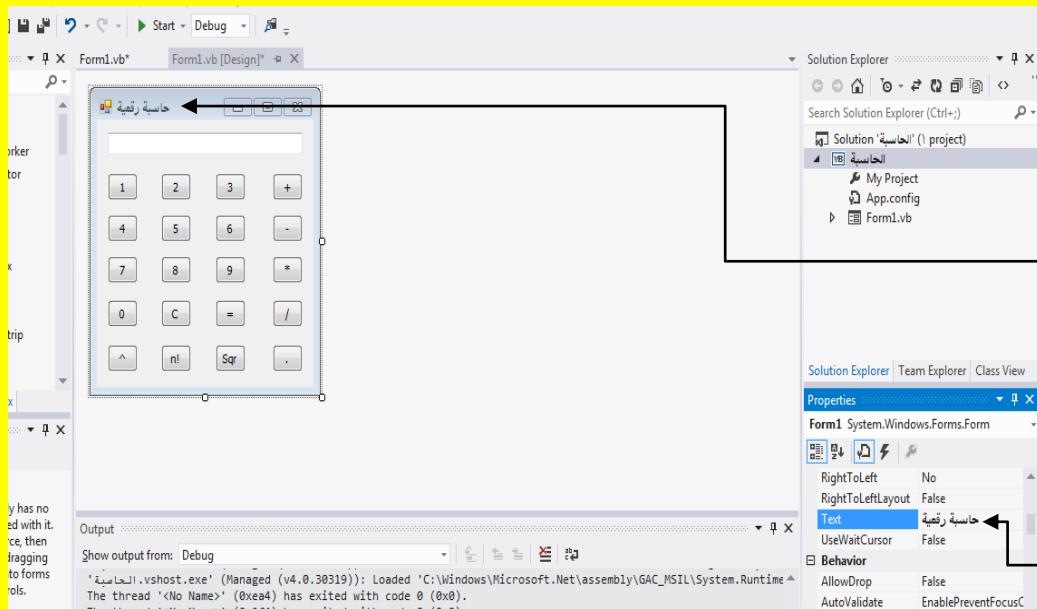 Start Debug
Form1.vb* Form1.vb [Design]*
حاسبة رقمية
1 2 3 +
4 5 6 -
7 8 9 *
0 C = /
^ n! Sqr .
Solution Explorer
Search Solution Explorer (Ctrl+;)
Solution 'الحاسبة' (١ project)
الحاسبة
My Project
App.config
Form1.vb
Solution Explorer Team Explorer Class View
Properties
Form1 System.Windows.Forms.Form
RightToLeft No
RightToLeftLayout False
Text حاسبة رقمية
UseWaitCursor False
Behavior
AllowDrop False
AutoValidate EnablePreventFocusC
orker
tor
x
trip
ly has no
ed with it.
rce, then
dragging
to forms
rols.
Output
Show output from: Debug
'الحاسبة.vshost.exe' (Managed (v4.0.30319)): Loaded 'C:\Windows\Microsoft.Net\assembly\GAC_MSIL\System.Runtime
The thread '<No Name>' (0xea4) has exited with code 0 (0x0).